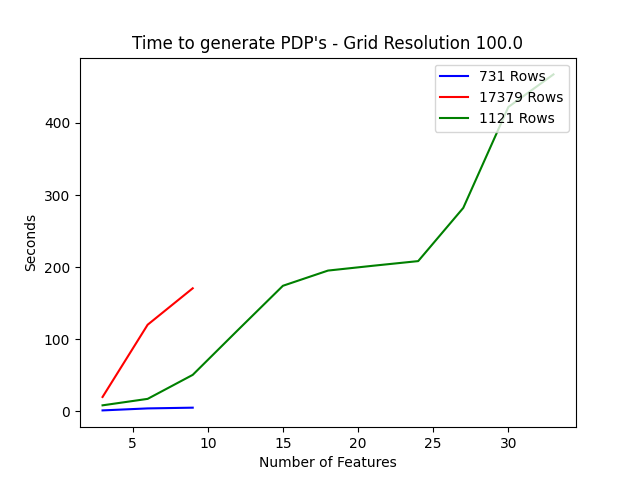 Time to generate PDP's - Grid Resolution 100.0
731 Rows
17379 Rows
1121 Rows
400
300
200
100
0
Seconds
5 10 15 20 25 30
Number of Features